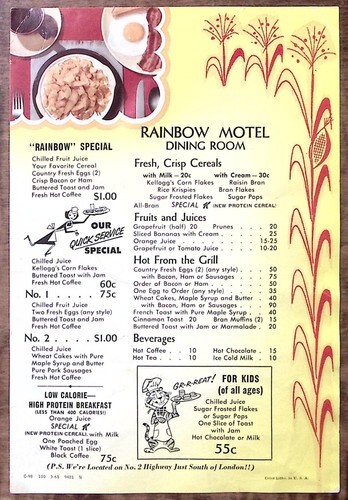 RAINBOW MOTEL
DINING ROOM
"RAINBOW" SPECIAL
Chilled Fruit Juice
Your Favorite Cereal
Country Fresh Eggs (2)
Crisp Bacon or Ham
Buttered Toast and Jam
Fresh Hot Coffee $1.00
OUR
QUICK SERVICE
SPECIAL
Chilled Juice
Kellogg's Corn Flakes
Buttered Toast with Jam
Fresh Hot Coffee 60c
No. 1 . . . . 75c
Chilled Fruit Juice
Two Fresh Eggs (any style)
Buttered Toast and Jam
Fresh Hot Coffee
No. 2 . . . $1.00
Chilled Juice
Wheat Cakes with Pure
Maple Syrup and Butter
Pure Pork Sausages
Fresh Hot Coffee
LOW CALORIE—
HIGH PROTEIN BREAKFAST
(LESS THAN 400 CALORIES)
Orange Juice
SPECIAL K
(NEW PROTEIN CEREAL) with Milk
One Poached Egg
White Toast (1 slice)
Black Coffee 75c
Fresh, Crisp Cereals
with Milk—20c with Cream—30c
Kellogg's Corn Flakes Raisin Bran
Rice Krispies Bran Flakes
Sugar Frosted Flakes Sugar Pops
All-Bran SPECIAL K (NEW PROTEIN CEREAL)
Fruits and Juices
Grapefruit (half) 20 Prunes . . 20
Sliced Bananas with Cream . . . 25
Orange Juice . . . . 15-25
Grapefruit or Tomato Juice . . 10-20
Hot From the Grill
Country Fresh Eggs (2) (any style) . . 50
with Bacon, Ham or Sausages . . 75
Order of Bacon or Ham . . . 50
One Egg to Order (any style) . . . 35
Wheat Cakes, Maple Syrup and Butter 40
with Bacon, Ham or Sausages . . 90
French Toast with Pure Maple Syrup . 40
Cinnamon Toast 20 Bran Muffins (2) 15
Buttered Toast with Jam or Marmalade . 20
Beverages
Hot Coffee . . 10 Hot Chocolate . 15
Hot Tea . . 10 Ice Cold Milk . 10
GR-R-REAT!
FOR KIDS
(of all ages)
Chilled Juice
Sugar Frosted Flakes
or Sugar Pops
One Slice of Toast
with Jam
Hot Chocolate or Milk
55c
(P.S. We're Located on No. 2 Highway Just South of London!!)